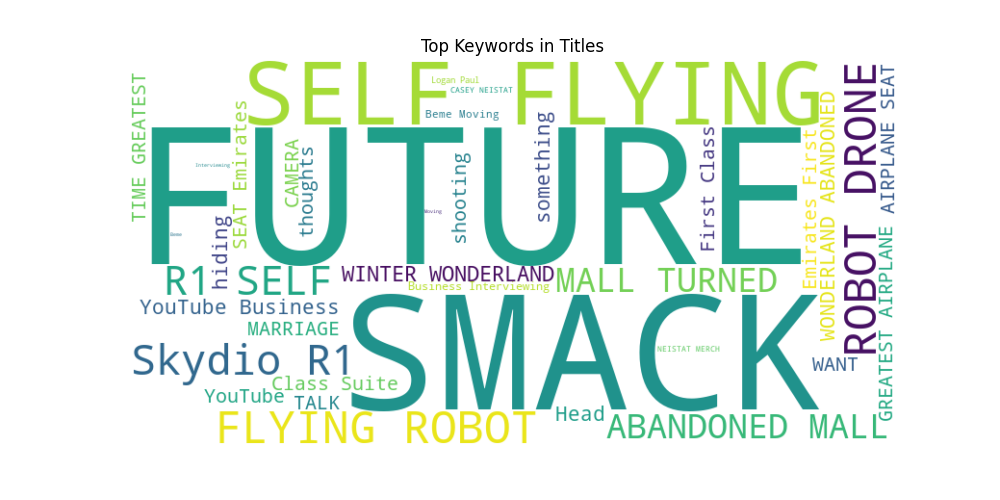 Top Keywords in Titles
SELF FLYING
Logan Paul
CASEY NEISTAT
Beme Moving
TIME GREATEST
SEAT Emirates
CAMERA
thoughts
shooting
something
First Class
Emirates First
WONDERLAND ABANDONED
ROBOT DRONE
AIRPLANE SEAT
FUTURE
Interviewing
Moving
Beme
hiding
R1 SELF
WINTER WONDERLAND
MALL TURNED
Business Interviewing
YouTube Business
MARRIAGE
SMACK
NEISTAT MERCH
Skydio R1
WANT
GREATEST AIRPLANE
Class Suite
YouTube
TALK
Head
FLYING ROBOT
ABANDONED MALL